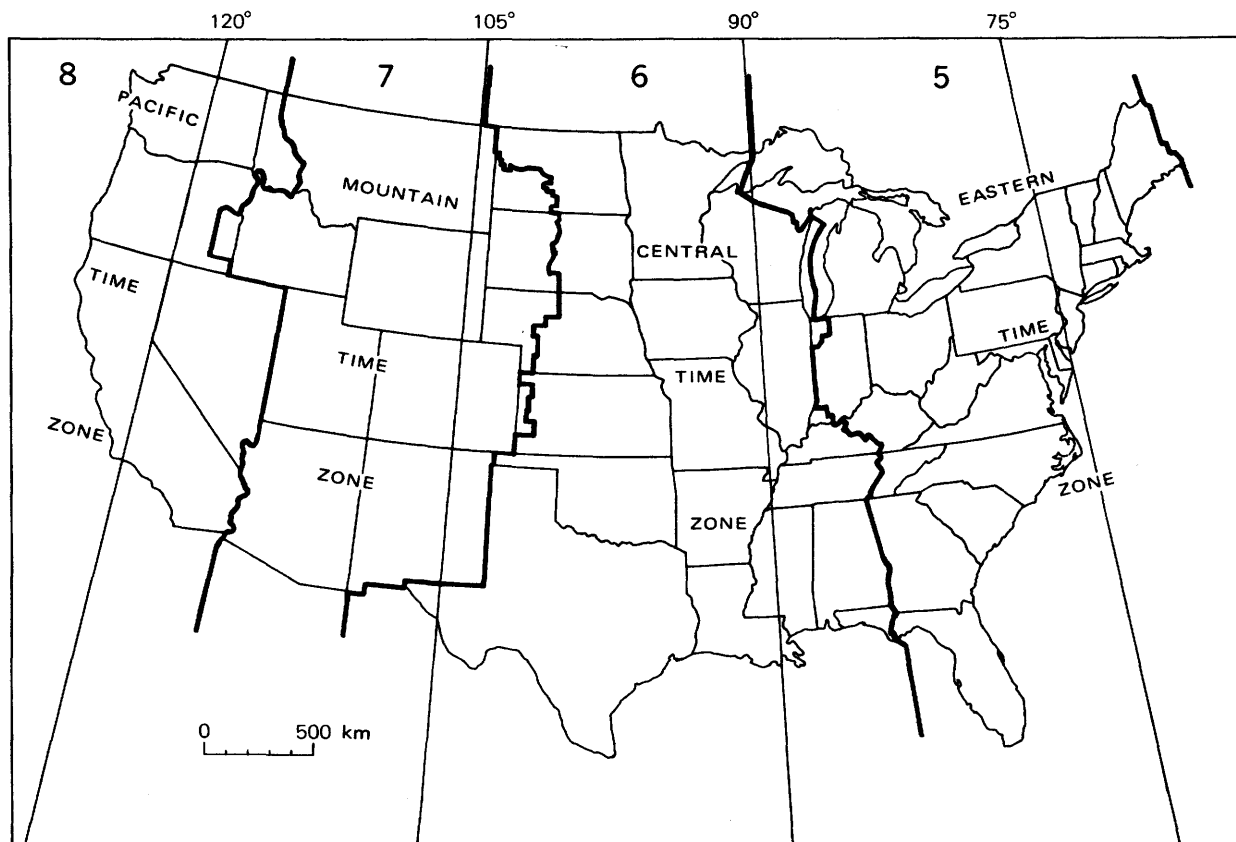 120° 105° 90° 75°
8 7 6 5
PACIFIC
MOUNTAIN
EASTERN
CENTRAL
TIME
TIME
TIME
TIME
ZONE
ZONE
ZONE
ZONE
0 500 km